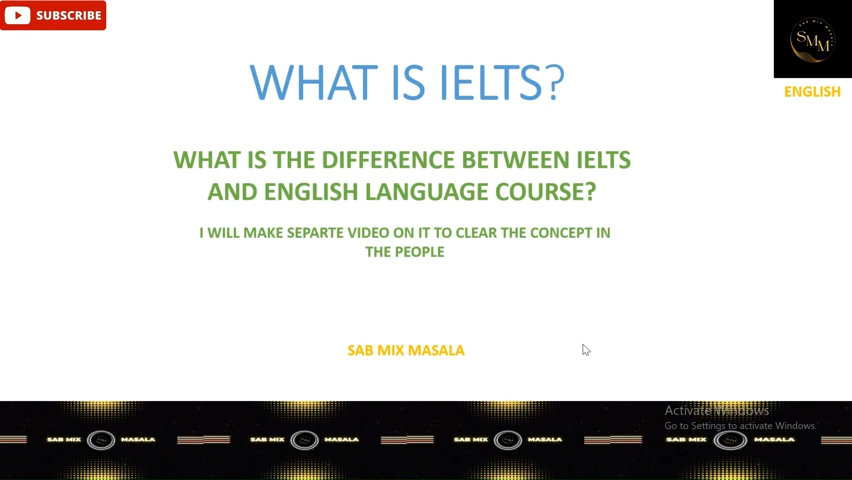 SUBSCRIBE
WHAT IS IELTS?
SMM
ENGLISH
WHAT IS THE DIFFERENCE BETWEEN IELTS
AND ENGLISH LANGUAGE COURSE?
I WILL MAKE SEPARTE VIDEO ON IT TO CLEAR THE CONCEPT IN
THE PEOPLE
SAB MIX MASALA
Activate Windows
Go to Settings to activate Windows.
SAB MIX MASALA SAB MIX MASALA SAB MIX MASALA SAB MIX MASALA